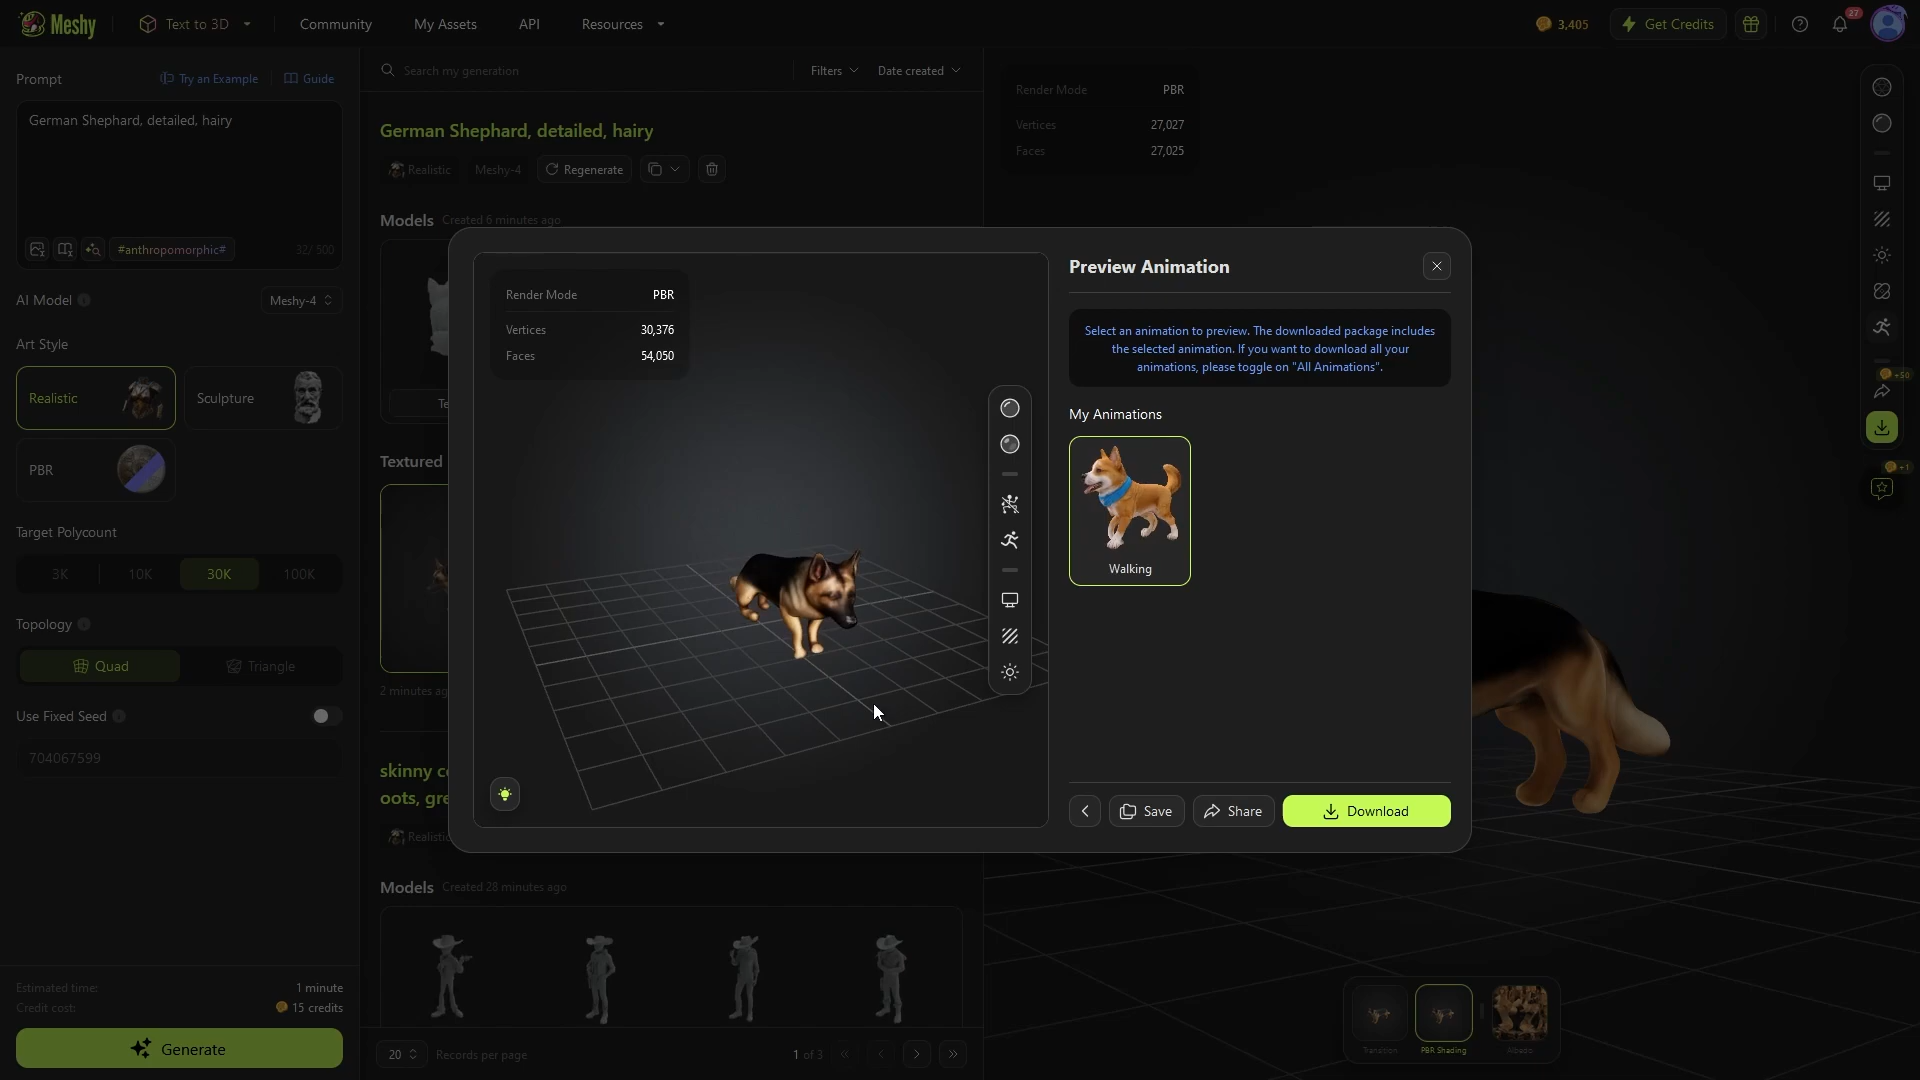 Meshy
Text to 3D
Community
My Assets
API
Resources
3,405
Get Credits
27
Prompt
Try an Example
Guide
German Shephard, detailed, hairy
#anthropomorphic#
32/ 500
AI Model
Meshy-4
Art Style
Realistic
Sculpture
PBR
Target Polycount
3K
10K
30K
100K
Topology
Quad
Triangle
Use Fixed Seed
704067599
Estimated time:
1 minute
Credit cost:
15 credits
Generate
Search my generation
Filters
Date created
German Shephard, detailed, hairy
Realistic
Meshy-4
Regenerate
Models
Created 6 minutes ago
Te
Textured
2 minutes ag
skinny c
oots, gre
Realistic
Models
Created 28 minutes ago
20
Records per page
1 of 3
Render Mode
PBR
Vertices
27,027
Faces
27,025
Render Mode
PBR
Vertices
30,376
Faces
54,050
Preview Animation
Select an animation to preview. The downloaded package includes
the selected animation. If you want to download all your
animations, please toggle on "All Animations".
My Animations
Walking
Save
Share
Download
+50
+1
Transition
PBR Shading
Albedo